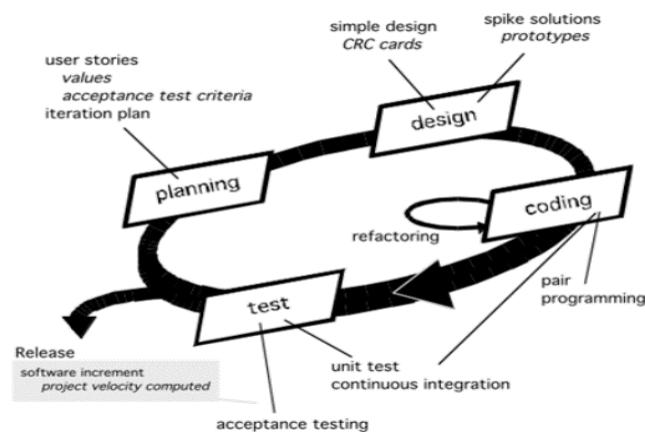 spike solutions
prototypes
simple design
CRC cards
user stories
values
acceptance test criteria
iteration plan
design
planning
coding
refactoring
pair
programming
test
unit test
continuous integration
Release
software increment
project velocity computed
acceptance testing